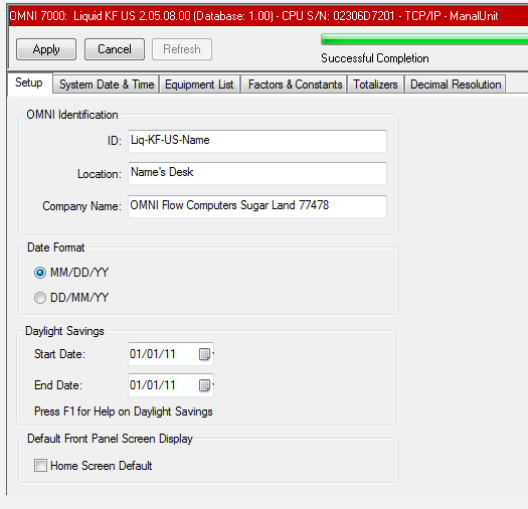 OMNI 7000: Liquid KF US 2.05.08.00 (Database: 1.00) - CPU S/N: 02306D7201 - TCP/IP - ManalUnit
Apply Cancel Refresh
Successful Completion
Setup System Date & Time Equipment List Factors & Constants Totalizers Decimal Resolution
OMNI Identification
ID: Liq-KF-US-Name
Location: Name's Desk
Company Name: OMNI Flow Computers Sugar Land 77478
Date Format
MM/DD/YY
DD/MM/YY
Daylight Savings
Start Date: 01/01/11
End Date: 01/01/11
Press F1 for Help on Daylight Savings
Default Front Panel Screen Display
Home Screen Default